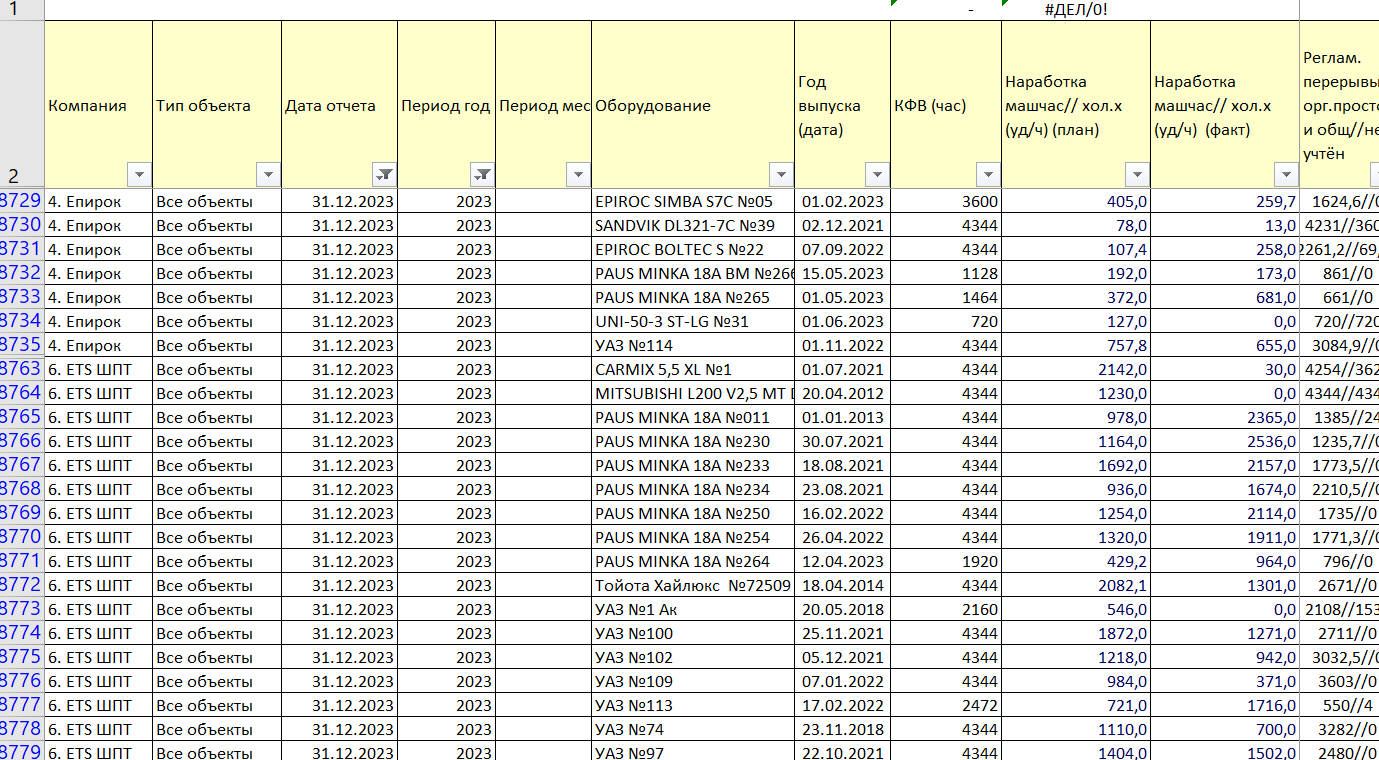 1 - #ДЕЛ/0!
2 Компания Тип объекта Дата отчета Период год Период мес Оборудование Год выпуска (дата) КФВ (час) Наработка машчас// хол.х (уд/ч) (план) Наработка машчас// хол.х (уд/ч) (факт) Реглам. перерывы орг.просто и общ//не учтён
8729 4. Епирок Все объекты 31.12.2023 2023 EPIROC SIMBA S7C №05 01.02.2023 3600 405,0 259,7 1624,6//0
8730 4. Епирок Все объекты 31.12.2023 2023 SANDVIK DL321-7C №39 02.12.2021 4344 78,0 13,0 4231//360
8731 4. Епирок Все объекты 31.12.2023 2023 EPIROC BOLTEC S №22 07.09.2022 4344 107,4 258,0 2261,2//69,
8732 4. Епирок Все объекты 31.12.2023 2023 PAUS MINKA 18A BM №266 15.05.2023 1128 192,0 173,0 861//0
8733 4. Епирок Все объекты 31.12.2023 2023 PAUS MINKA 18A №265 01.05.2023 1464 372,0 681,0 661//0
8734 4. Епирок Все объекты 31.12.2023 2023 UNI-50-3 ST-LG №31 01.06.2023 720 127,0 0,0 720//720
8735 4. Епирок Все объекты 31.12.2023 2023 УАЗ №114 01.11.2022 4344 757,8 655,0 3084,9//0
8763 6. ETS ШПТ Все объекты 31.12.2023 2023 CARMIX 5,5 XL №1 01.07.2021 4344 2142,0 30,0 4254//362
8764 6. ETS ШПТ Все объекты 31.12.2023 2023 MITSUBISHI L200 V2,5 MT 20.04.2012 4344 1230,0 0,0 4344//434
8765 6. ETS ШПТ Все объекты 31.12.2023 2023 PAUS MINKA 18A №011 01.01.2013 4344 978,0 2365,0 1385//24
8766 6. ETS ШПТ Все объекты 31.12.2023 2023 PAUS MINKA 18A №230 30.07.2021 4344 1164,0 2536,0 1235,7//0
8767 6. ETS ШПТ Все объекты 31.12.2023 2023 PAUS MINKA 18A №233 18.08.2021 4344 1692,0 2157,0 1773,5//0
8768 6. ETS ШПТ Все объекты 31.12.2023 2023 PAUS MINKA 18A №234 23.08.2021 4344 936,0 1674,0 2210,5//0
8769 6. ETS ШПТ Все объекты 31.12.2023 2023 PAUS MINKA 18A №250 16.02.2022 4344 1254,0 2114,0 1735//0
8770 6. ETS ШПТ Все объекты 31.12.2023 2023 PAUS MINKA 18A №254 26.04.2022 4344 1320,0 1911,0 1771,3//0
8771 6. ETS ШПТ Все объекты 31.12.2023 2023 PAUS MINKA 18A №264 12.04.2023 1920 429,2 964,0 796//0
8772 6. ETS ШПТ Все объекты 31.12.2023 2023 Тойота Хайлюкс №72509 18.04.2014 4344 2082,1 1301,0 2671//0
8773 6. ETS ШПТ Все объекты 31.12.2023 2023 УАЗ №1 Ак 20.05.2018 2160 546,0 0,0 2108//153
8774 6. ETS ШПТ Все объекты 31.12.2023 2023 УАЗ №100 25.11.2021 4344 1872,0 1271,0 2711//0
8775 6. ETS ШПТ Все объекты 31.12.2023 2023 УАЗ №102 05.12.2021 4344 1218,0 942,0 3032,5//0
8776 6. ETS ШПТ Все объекты 31.12.2023 2023 УАЗ №109 07.01.2022 4344 984,0 371,0 3603//0
8777 6. ETS ШПТ Все объекты 31.12.2023 2023 УАЗ №113 17.02.2022 2472 721,0 1716,0 550//4
8778 6. ETS ШПТ Все объекты 31.12.2023 2023 УАЗ №74 23.11.2018 4344 1110,0 700,0 3282//0
8779 6. ETS ШПТ Все объекты 31.12.2023 2023 УАЗ №97 22.10.2021 4344 1404,0 1502,0 2480//0